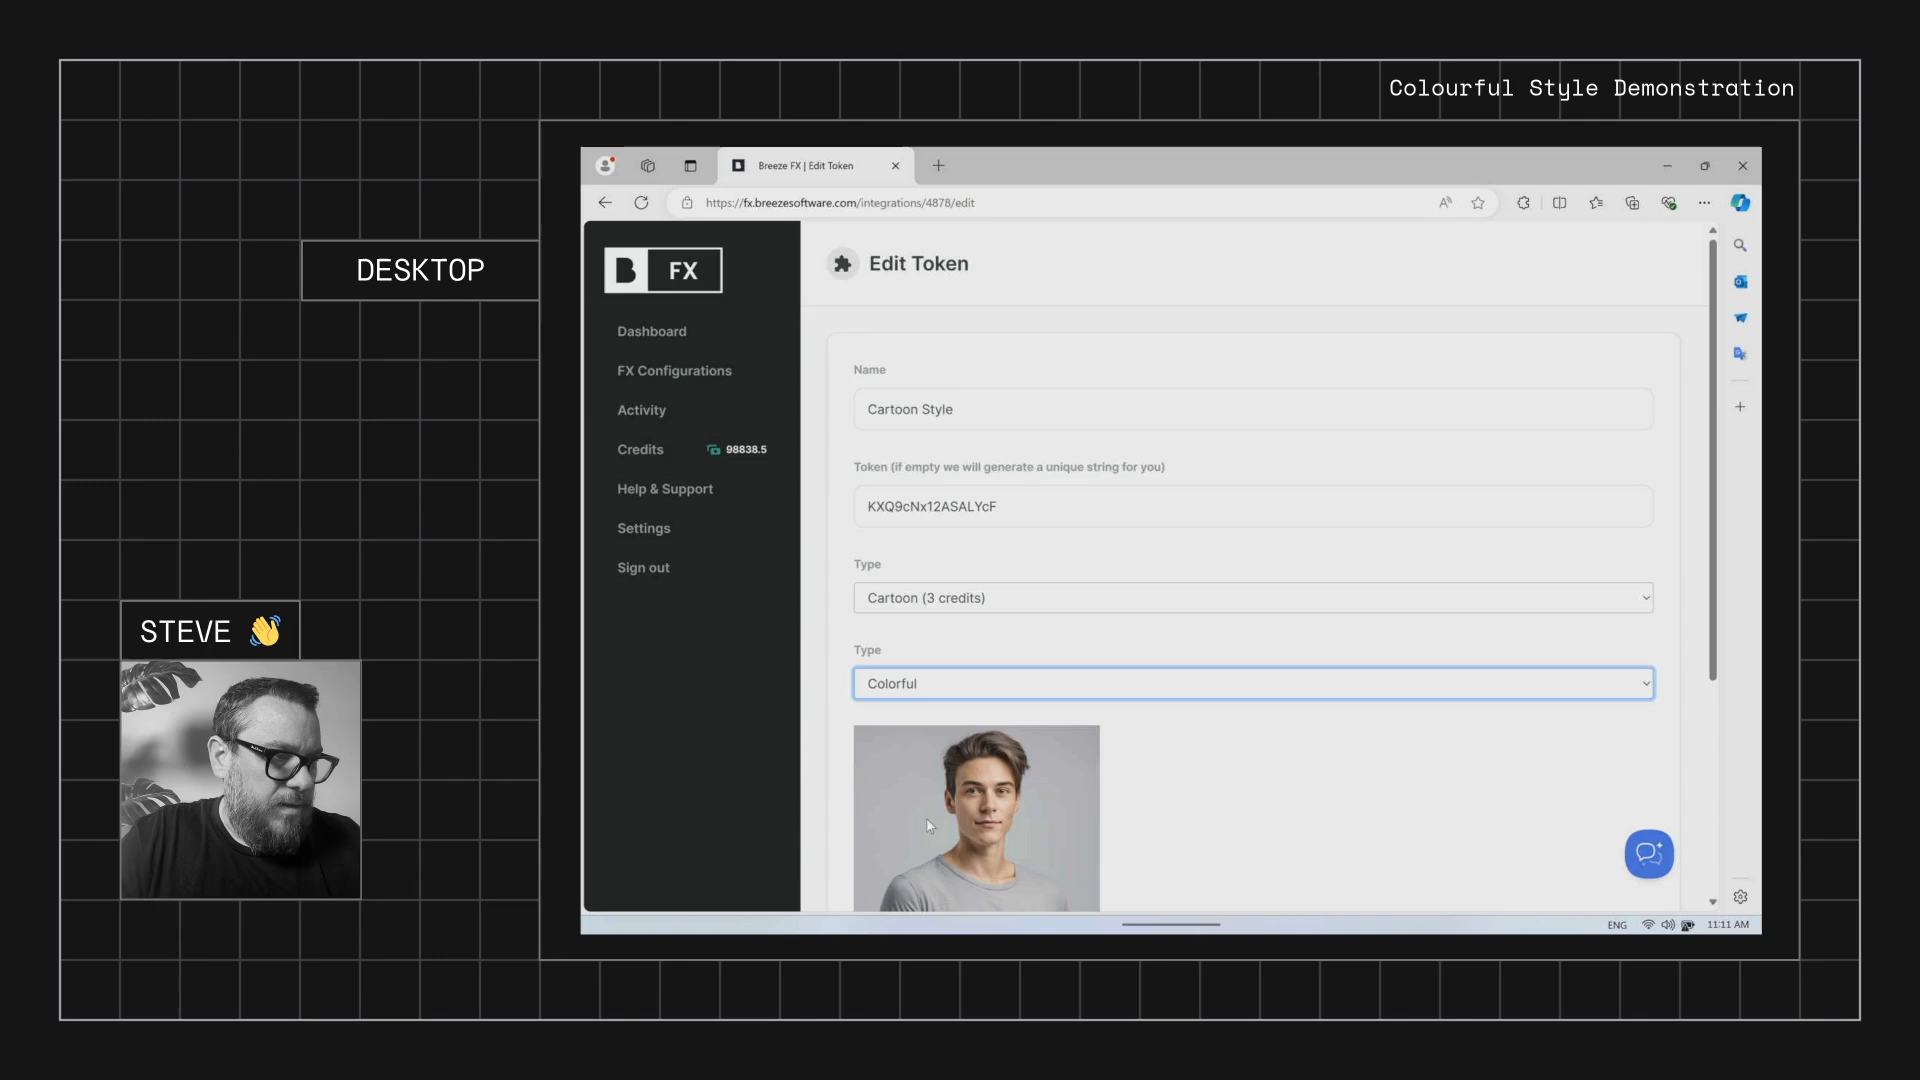 Colourful Style Demonstration
Breeze FX | Edit Token
https://fx.breezesoftware.com/integrations/4878/edit
DESKTOP
B FX
Edit Token
Dashboard
FX Configurations
Activity
Credits 98838.5
Help & Support
Settings
Sign out
Name
Cartoon Style
Token (if empty we will generate a unique string for you)
KXQ9cNx12ASALYcF
Type
Cartoon (3 credits)
Type
Colorful
STEVE 👋
ENG
11:11 AM